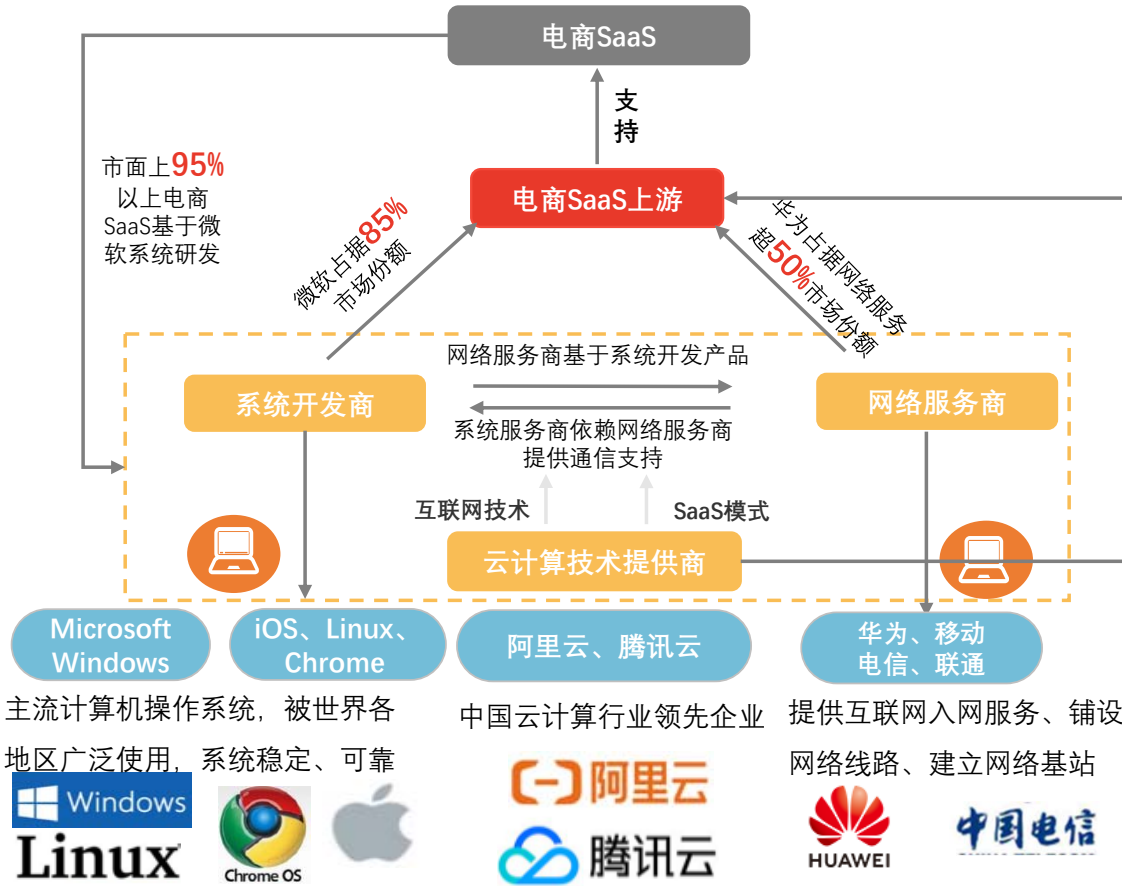 电商SaaS
支
持
市面上95%
以上电商
SaaS基于微
软系统研发
电商SaaS上游
微软占据85%
市场份额
华为占据网络服务
超50%市场份额
网络服务商基于系统开发产品
系统开发商
网络服务商
系统服务商依赖网络服务商
提供通信支持
互联网技术
SaaS模式
云计算技术提供商
Microsoft
Windows
iOS、Linux、
Chrome
阿里云、腾讯云
华为、移动
电信、联通
主流计算机操作系统，被世界各
地区广泛使用，系统稳定、可靠
中国云计算行业领先企业
提供互联网入网服务、铺设
网络线路、建立网络基站
Windows
Linux
Chrome OS
阿里云
腾讯云
HUAWEI
中国电信